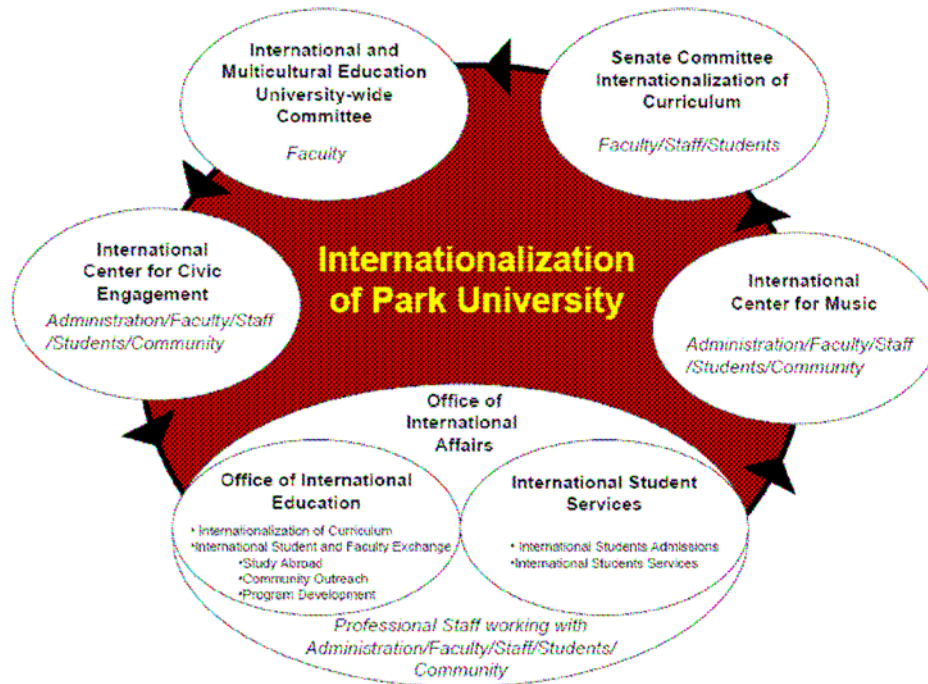 International and
Multicultural Education
University-wide
Committee
Faculty
Senate Committee
Internationalization of
Curriculum
Faculty/Staff/Students
International
Center for Civic
Engagement
Administration/Faculty/Staff
/Students/Community
Internationalization
of Park University
International
Center for Music
Administration/Faculty/Staff
/Students/Community
Office of
International
Affairs
Office of International
Education
• Internationalization of Curriculum
•International Student and Faculty Exchange
•Study Abroad
•Community Outreach
•Program Development
International Student
Services
• International Students Admissions
•International Students Services
Professional Staff working with
Administration/Faculty/Staff/Students/
Community